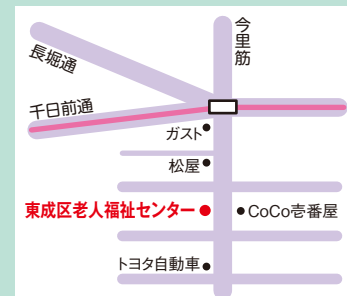 今里筋
長堀通
千日前通
ガスト
松屋
東成区老人福祉センター
CoCo壱番屋
トヨタ自動車